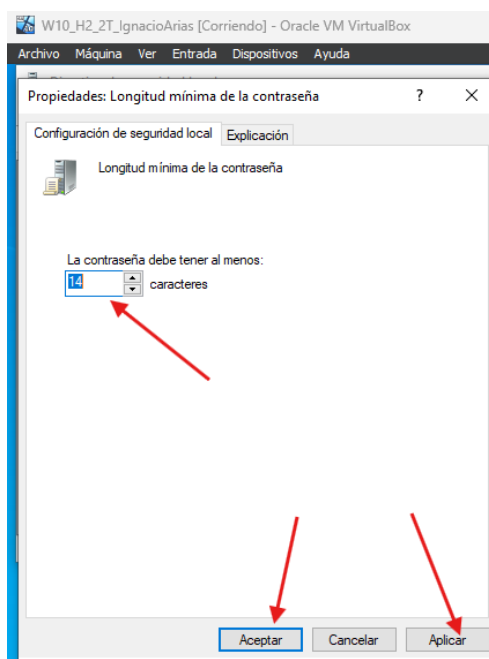 W10_H2_2T_IgnacioArias [Corriendo] - Oracle VM VirtualBox
Archivo Máquina Ver Entrada Dispositivos Ayuda
Propiedades: Longitud mínima de la contraseña ? ×
Configuración de seguridad local Explicación
Longitud mínima de la contraseña
La contraseña debe tener al menos:
14 caracteres
Aceptar Cancelar Aplicar